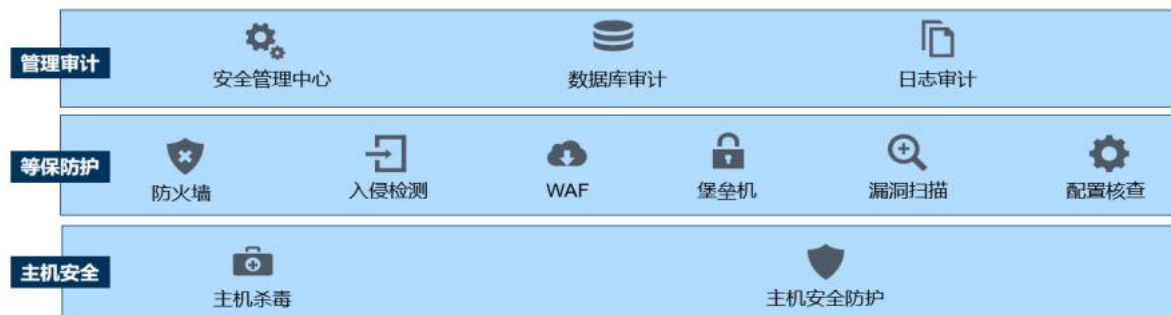 管理审计
安全管理中心
数据库审计
日志审计
等保防护
防火墙
入侵检测
WAF
堡垒机
漏洞扫描
配置核查
主机安全
主机杀毒
主机安全防护